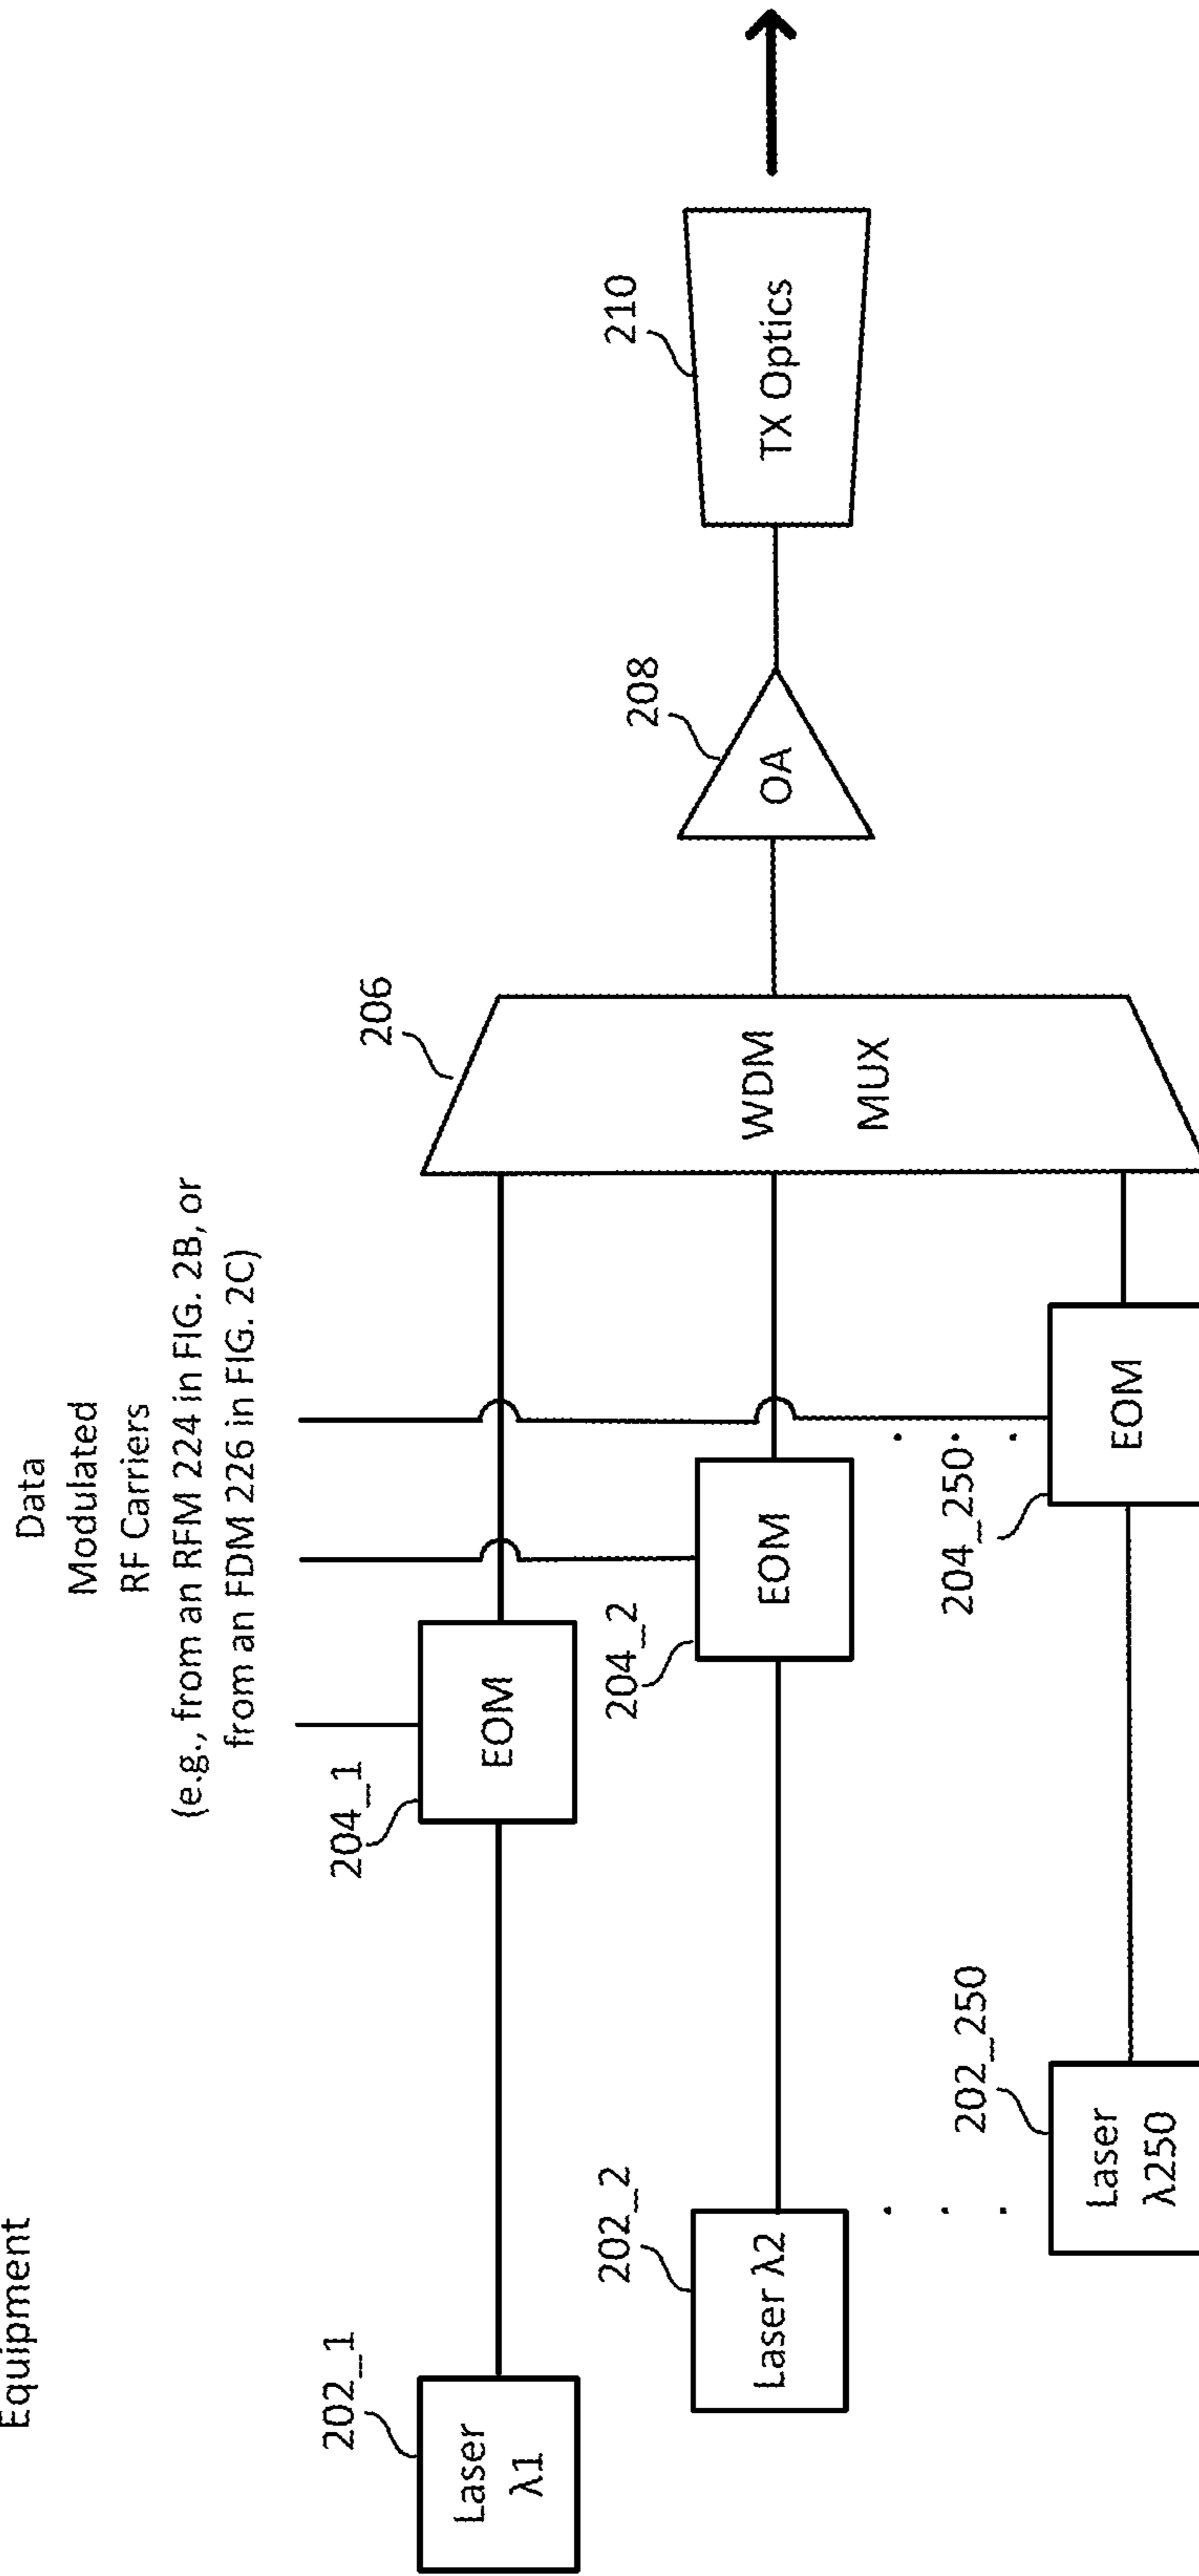 Equipment
Data
Modulated
RF Carriers
(e.g., from an RFM 224 in FIG. 2B, or
from an FDM 226 in FIG. 2C)
202_1
Laser
λ1
204_1
EOM
206
WDM
MUX
208
OA
210
TX Optics
202_2
Laser λ2
204_2
EOM
202_250
Laser
λ250
204_250
EOM